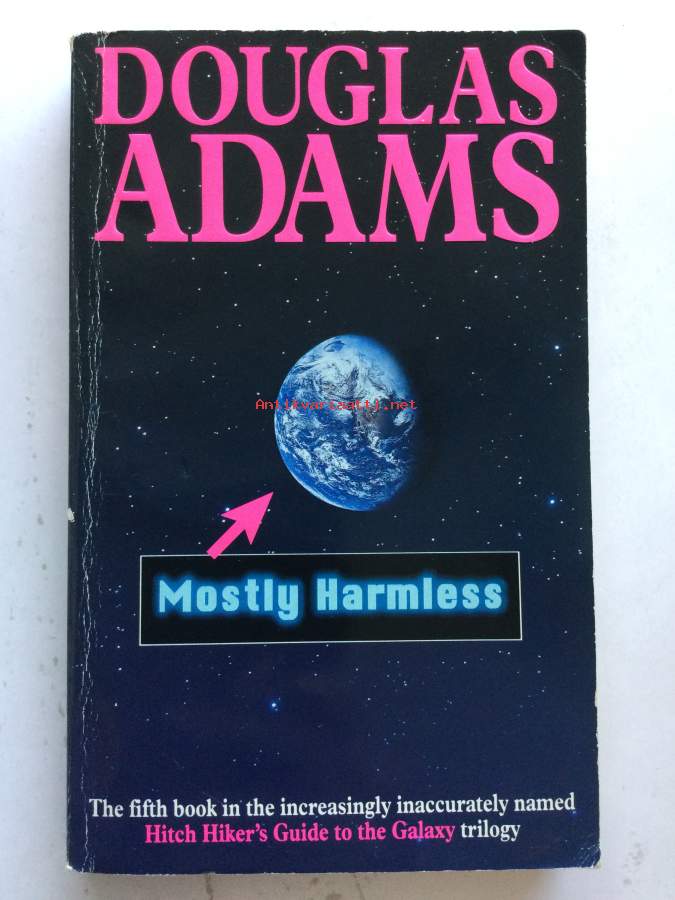 DOUGLAS
ADAMS
Antikvariaatti.net
Mostly Harmless
The fifth book in the increasingly inaccurately named
Hitch Hiker's Guide to the Galaxy trilogy